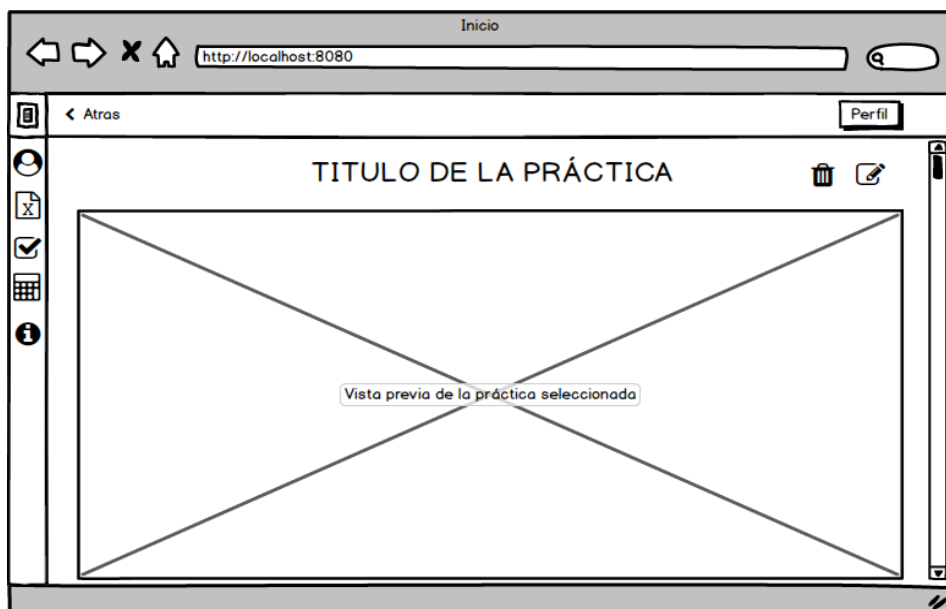 Inicio
http://localhost:8080
Atras
Perfil
TITULO DE LA PRÁCTICA
X
Vista previa de la práctica seleccionada